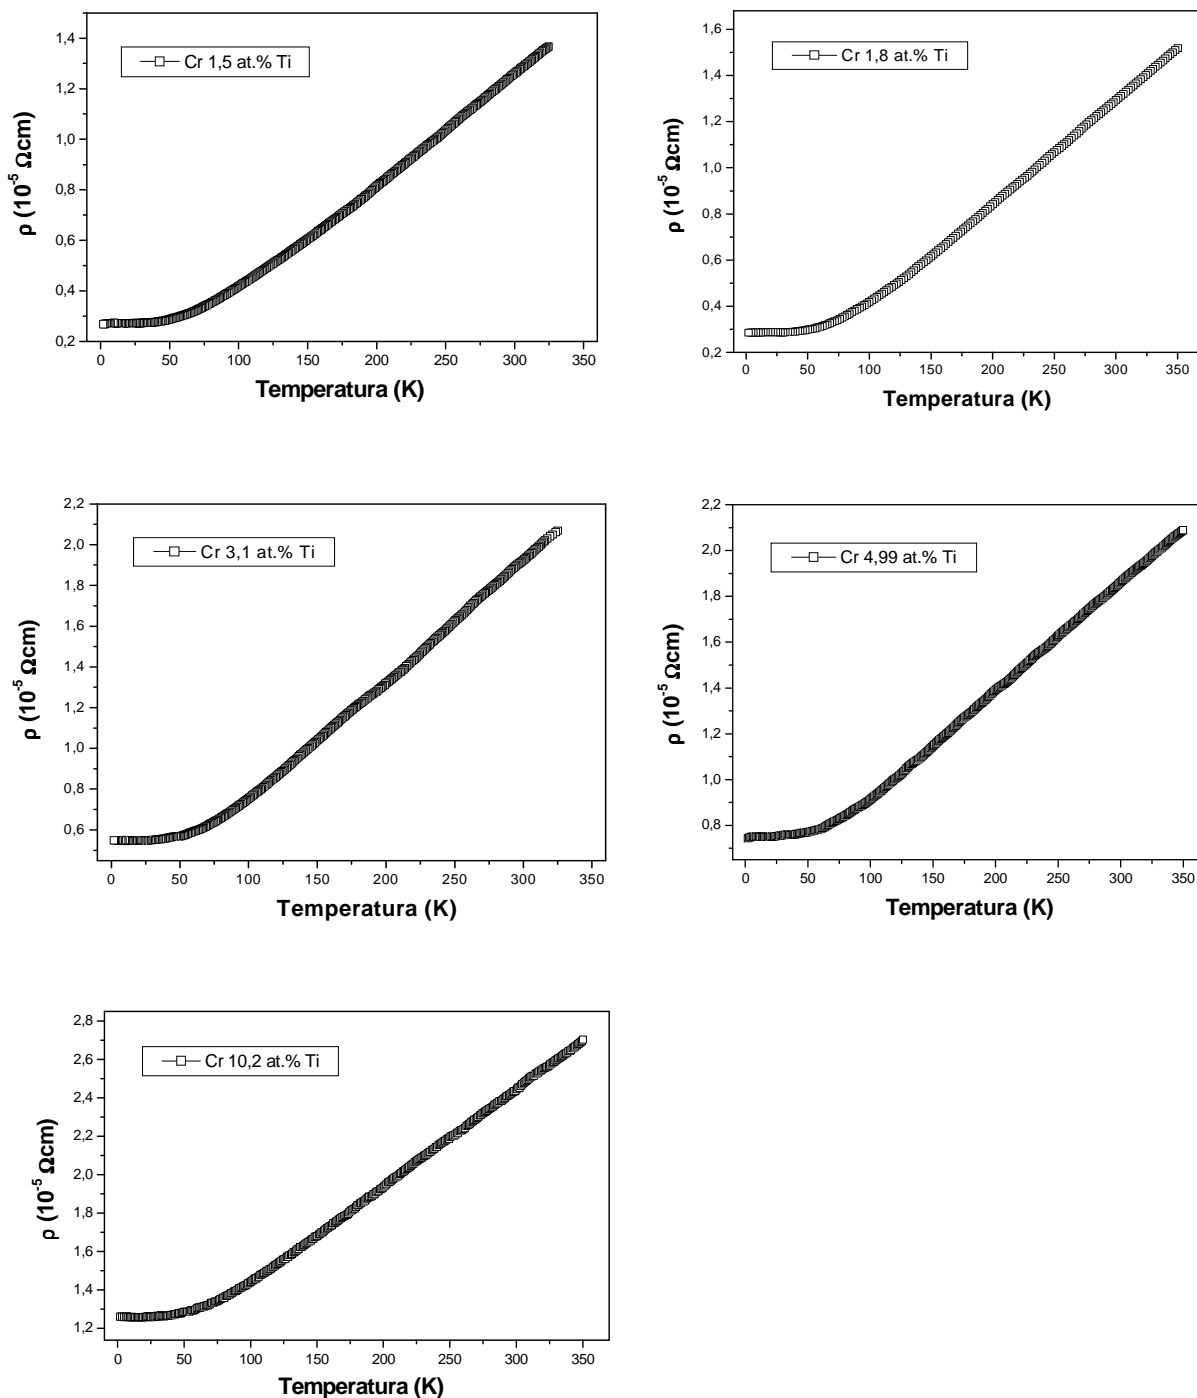 1,4
1,2
1,0
0,8
0,6
0,4
0,2
ρ (10⁻⁵ Ωcm)
Cr 1,5 at.% Ti
0 50 100 150 200 250 300 350
Temperatura (K)
1,6
1,4
1,2
1,0
0,8
0,6
0,4
0,2
ρ (10⁻⁵ Ωcm)
Cr 1,8 at.% Ti
0 50 100 150 200 250 300 350
Temperatura (K)
2,2
2,0
1,8
1,6
1,4
1,2
1,0
0,8
0,6
ρ (10⁻⁵ Ωcm)
Cr 3,1 at.% Ti
0 50 100 150 200 250 300 350
Temperatura (K)
2,2
2,0
1,8
1,6
1,4
1,2
1,0
0,8
ρ (10⁻⁵ Ωcm)
Cr 4,99 at.% Ti
0 50 100 150 200 250 300 350
Temperatura (K)
2,8
2,6
2,4
2,2
2,0
1,8
1,6
1,4
1,2
ρ (10⁻⁵ Ωcm)
Cr 10,2 at.% Ti
0 50 100 150 200 250 300 350
Temperatura (K)